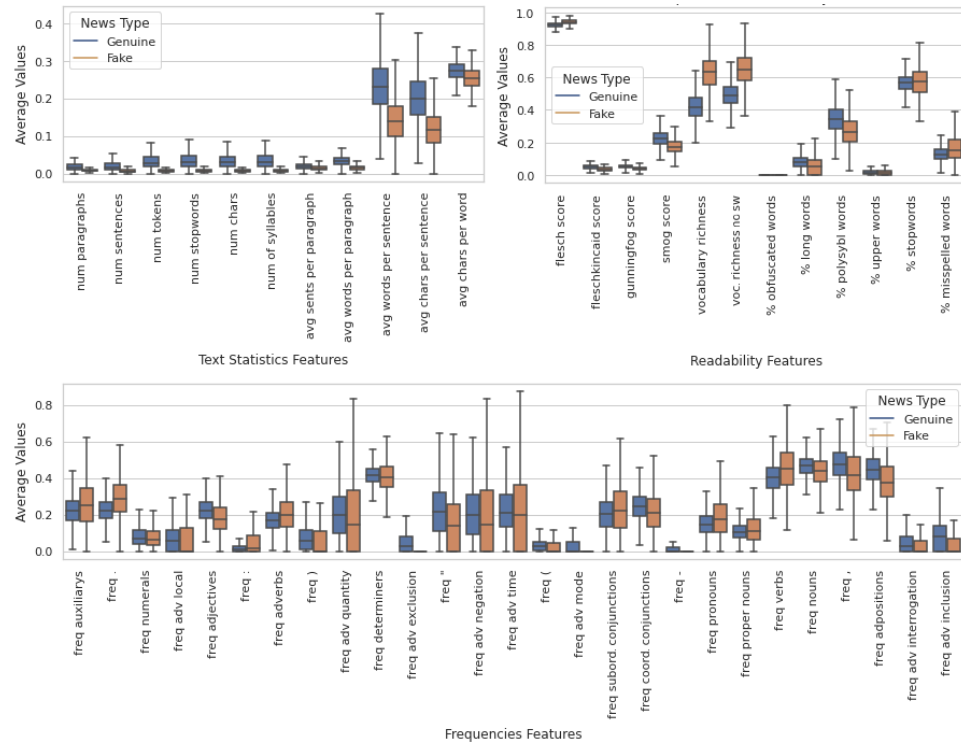 News Type
Genuine
Fake
Average Values
0.4
0.3
0.2
0.1
0.0
num paragraphs
num sentences
num tokens
num stopwords
num chars
num of syllables
avg sents per paragraph
avg words per paragraph
avg words per sentence
avg chars per sentence
avg chars per word
Text Statistics Features
News Type
Genuine
Fake
Average Values
1.0
0.8
0.6
0.4
0.2
0.0
flesch score
fleschkincaid score
gunningfog score
smog score
vocabulary richness
voc. richness no sw
% obfuscated words
% long words
% polysybl words
% upper words
% stopwords
% misspelled words
Readability Features
News Type
Genuine
Fake
Average Values
0.8
0.6
0.4
0.2
0.0
freq auxiliarys
freq .
freq numerals
freq adv local
freq adjectives
freq :
freq adverbs
freq )
freq adv quantity
freq determiners
freq adv exclusion
freq "
freq adv negation
freq adv time
freq (
freq adv mode
freq subord. conjunctions
freq coord. conjunctions
freq -
freq pronouns
freq proper nouns
freq verbs
freq nouns
freq ,
freq adpositions
freq adv interrogation
freq adv inclusion
Frequencies Features